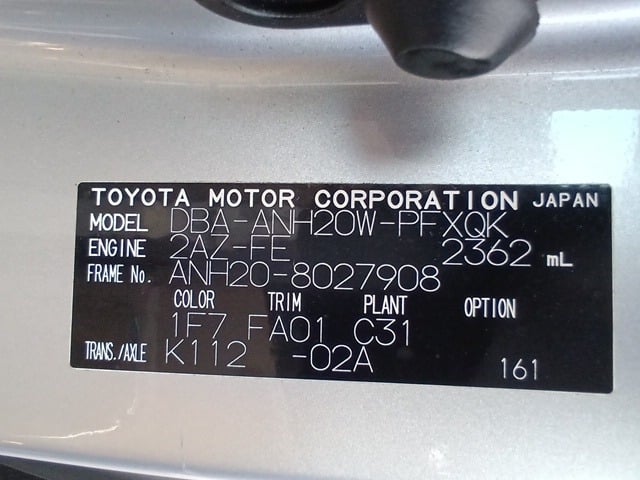 TOYOTA MOTOR CORPORATION JAPAN
MODEL DBA-ANH20W-PFXQK
ENGINE 2AZ-FE 2362 mL
FRAME No. ANH20-8027908
COLOR TRIM PLANT OPTION
1F7 FA01 C31
TRANS./AXLE K112 -02A 161